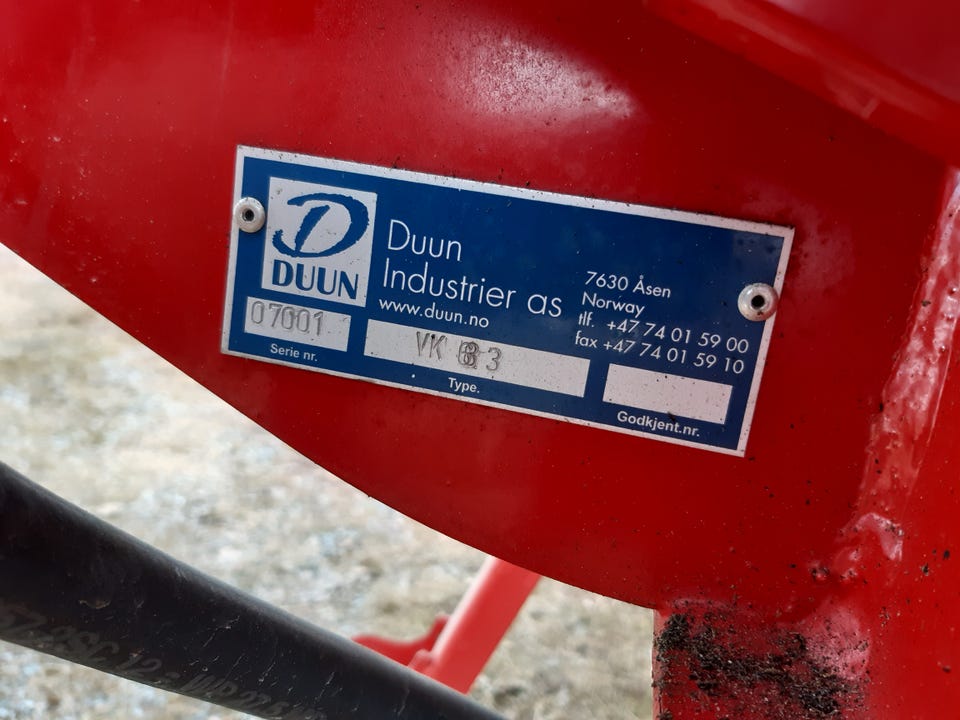 DUUN
Duun
Industrier as
www.duun.no
7630 Åsen
Norway
tlf. +47 74 01 59 00
fax +47 74 01 59 10
07001
Serie nr.
VK
Type.
Godkjent.nr.